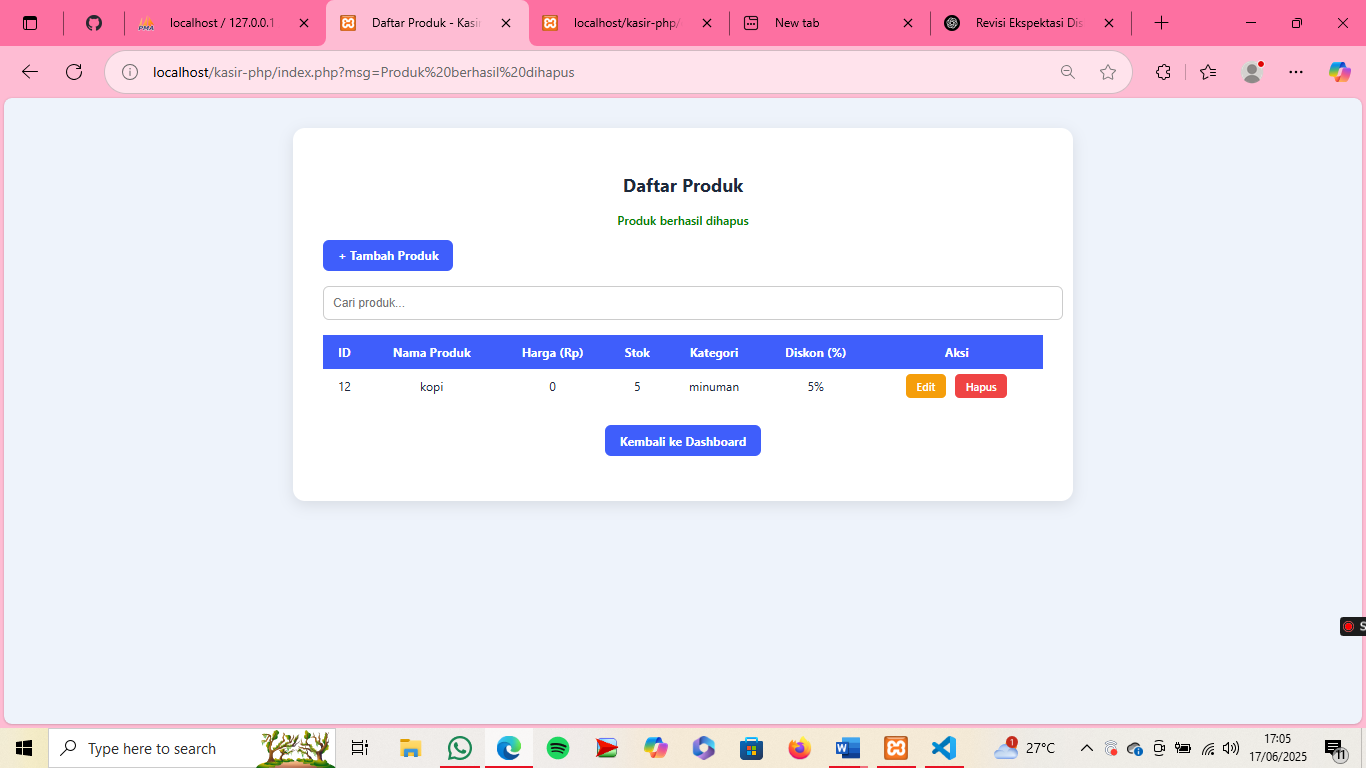 localhost / 127.0.0.1
Daftar Produk - Kasir
localhost/kasir-php/
New tab
Revisi Ekspektasi Dis
localhost/kasir-php/index.php?msg=Produk%20berhasil%20dihapus
Daftar Produk
Produk berhasil dihapus
+ Tambah Produk
Cari produk...
ID Nama Produk Harga (Rp) Stok Kategori Diskon (%) Aksi
12 kopi 0 5 minuman 5% Edit Hapus
Kembali ke Dashboard
S
Type here to search
1
27°C
17:05
17/06/2025
11